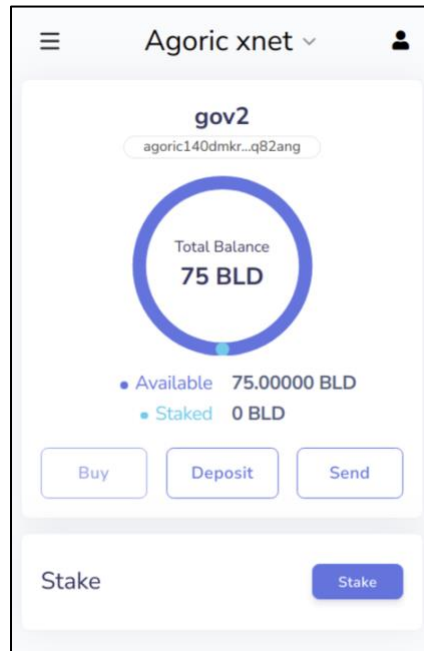 Agoric xnet
gov2
agoric140dmkr...q82ang
Total Balance
75 BLD
Available 75.00000 BLD
Staked 0 BLD
Buy Deposit Send
Stake Stake